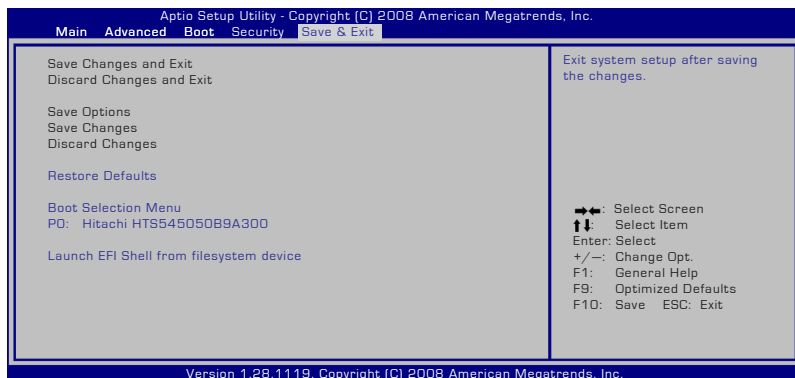 Aptio Setup Utility - Copyright (C) 2008 American Megatrends, Inc.
Main Advanced Boot Security Save & Exit
Save Changes and Exit
Discard Changes and Exit
Save Options
Save Changes
Discard Changes
Restore Defaults
Boot Selection Menu
P0: Hitachi HTS545050B9A300
Launch EFI Shell from filesystem device
Exit system setup after saving
the changes.
→←: Select Screen
↑↓: Select Item
Enter: Select
+/—: Change Opt.
F1: General Help
F9: Optimized Defaults
F10: Save ESC: Exit
Version 1.28.1119. Copyright (C) 2008 American Megatrends, Inc.